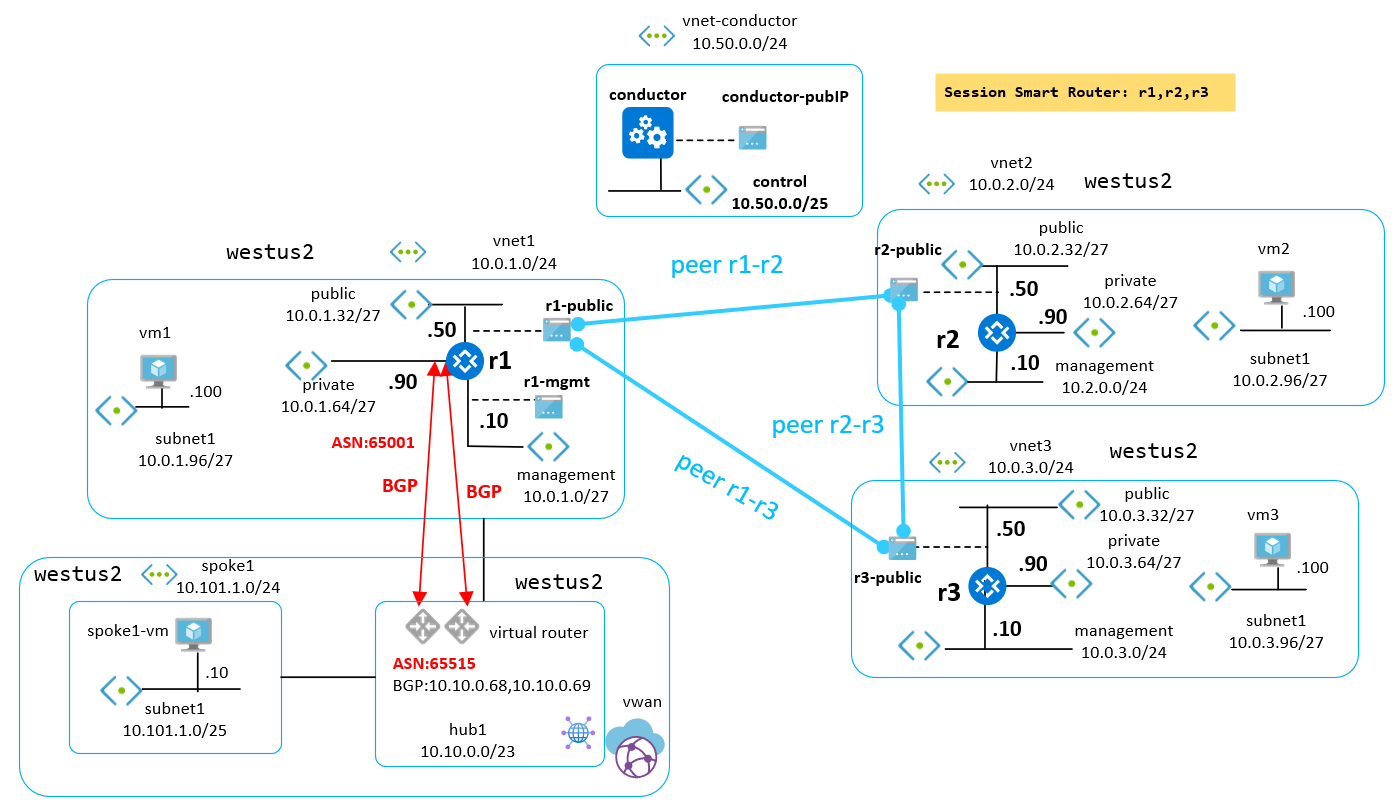 vnet-conductor
10.50.0.0/24
conductor
conductor-pubIP
control
10.50.0.0/25
Session Smart Router: r1,r2,r3
westus2
vnet1
10.0.1.0/24
public
10.0.1.32/27
.50
r1-public
r1
vm1
.100
private
10.0.1.64/27
.90
r1-mgmt
.10
subnet1
10.0.1.96/27
management
10.0.1.0/27
ASN:65001
BGP
BGP
peer r1-r2
peer r2-r3
peer r1-r3
vnet2
10.0.2.0/24
westus2
r2-public
public
10.0.2.32/27
.50
private
10.0.2.64/27
.90
r2
.10
management
10.2.0.0/24
vm2
.100
subnet1
10.0.2.96/27
vnet3
10.0.3.0/24
westus2
public
10.0.3.32/27
.50
private
10.0.3.64/27
.90
r3-public
r3
.10
management
10.0.3.0/24
vm3
.100
subnet1
10.0.3.96/27
westus2
spoke1
10.101.1.0/24
spoke1-vm
.10
subnet1
10.101.1.0/25
westus2
virtual router
ASN:65515
BGP:10.10.0.68,10.10.0.69
hub1
10.10.0.0/23
vwan